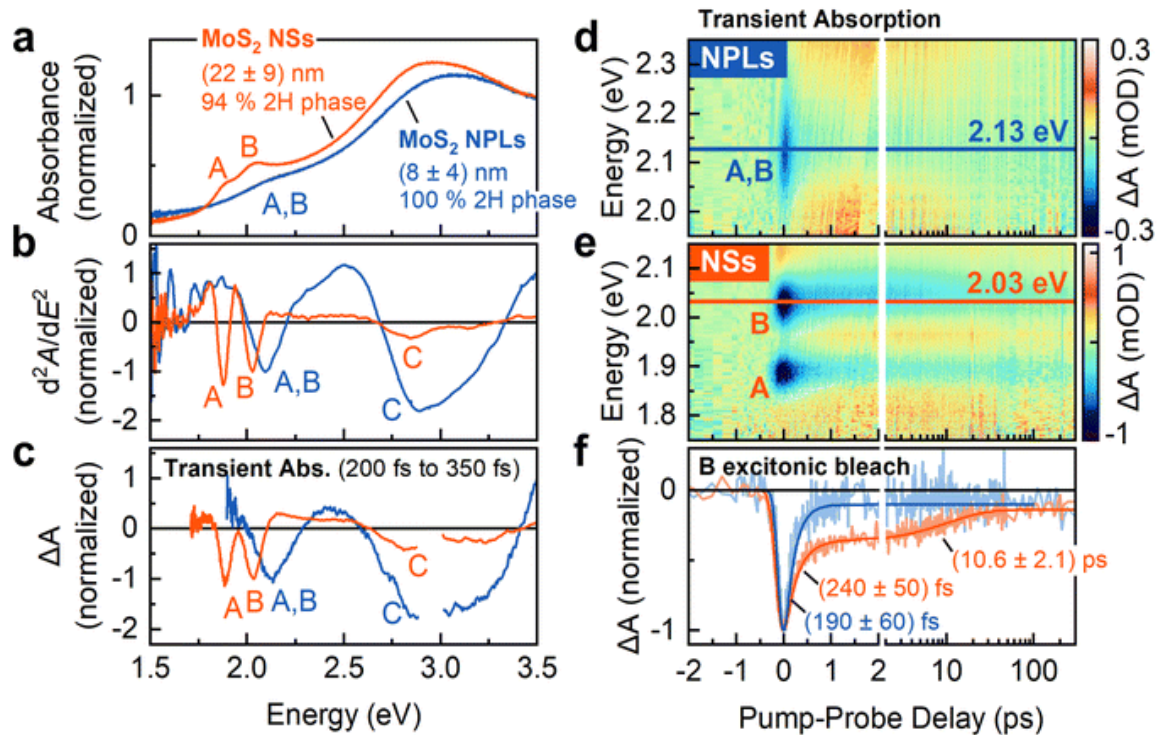 a
Absorbance
(normalized)
1
0
MoS₂ NSs
(22 ± 9) nm
94 % 2H phase
A
B
A,B
MoS₂ NPLs
(8 ± 4) nm
100 % 2H phase
b
d²A/dE²
(normalized)
1
0
-1
-2
A
B
A,B
C
c
ΔA
(normalized)
1
0
-1
-2
Transient Abs. (200 fs to 350 fs)
A
B
A,B
C
C
1.5
2.0
2.5
3.0
3.5
Energy (eV)
Transient Absorption
d
Energy (eV)
2.3
2.2
2.1
2.0
NPLs
2.13 eV
A,B
0.3
-0.3
ΔA (mOD)
e
Energy (eV)
2.1
2.0
1.9
1.8
NSs
2.03 eV
B
A
1
-1
ΔA (mOD)
f
ΔA (normalized)
0
-1
B excitonic bleach
(10.6 ± 2.1) ps
(240 ± 50) fs
(190 ± 60) fs
-2
-1
0
1
2
10
100
Pump-Probe Delay (ps)